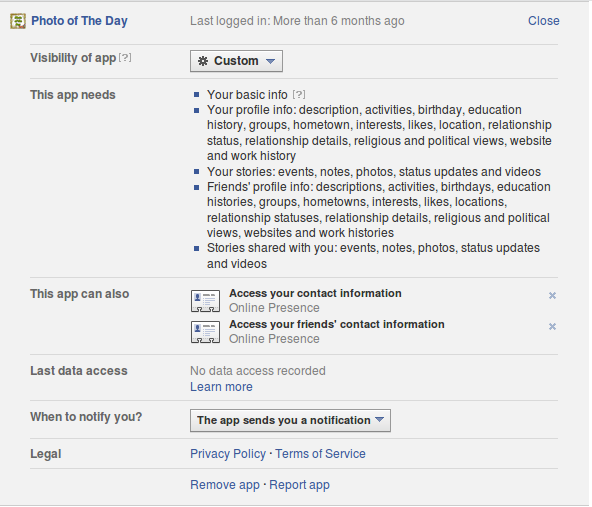 Photo of The Day Last logged in: More than 6 months ago Close
Visibility of app [?] Custom
This app needs Your basic info [?]
Your profile info: description, activities, birthday, education
history, groups, hometown, interests, likes, location, relationship
status, relationship details, religious and political views, website
and work history
Your stories: events, notes, photos, status updates and videos
Friends' profile info: descriptions, activities, birthdays, education
histories, groups, hometowns, interests, likes, locations,
relationship statuses, relationship details, religious and political
views, websites and work histories
Stories shared with you: events, notes, photos, status updates
and videos
This app can also Access your contact information
Online Presence
Access your friends' contact information
Online Presence
Last data access No data access recorded
Learn more
When to notify you? The app sends you a notification
Legal Privacy Policy · Terms of Service
Remove app · Report app